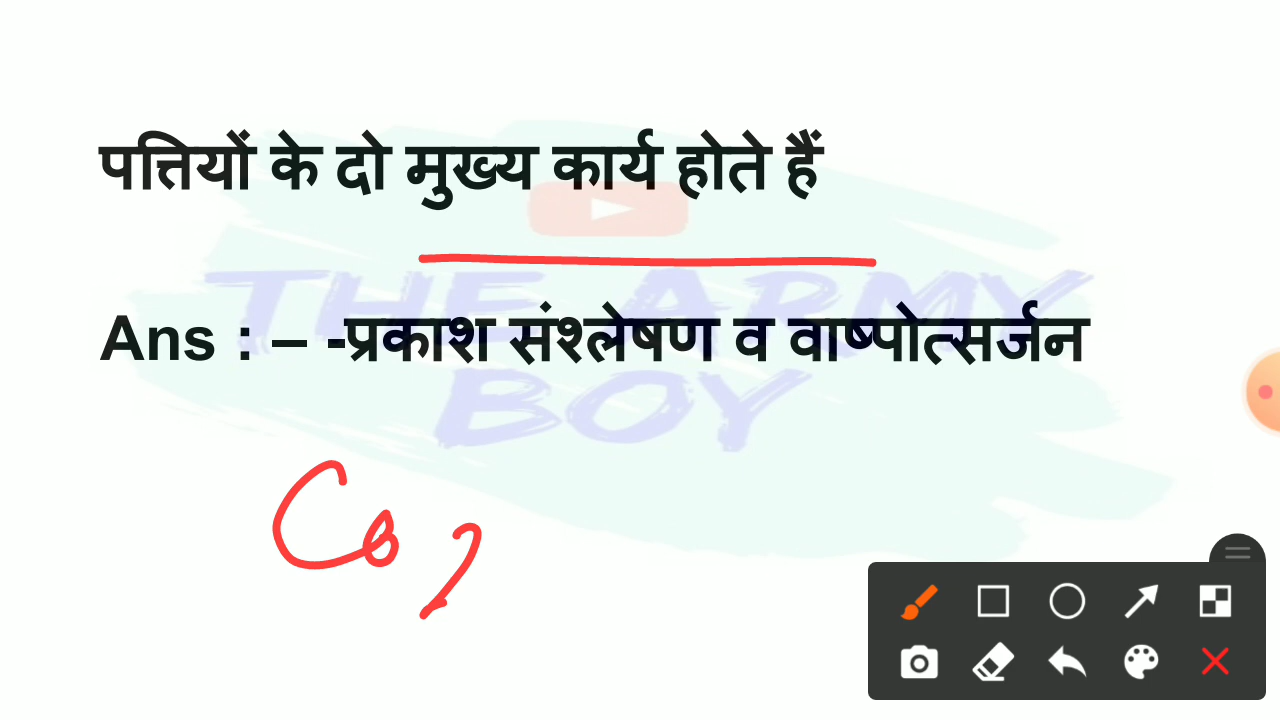 पत्तियों के दो मुख्य कार्य होते हैं
THE ARMY
Ans : – -प्रकाश संश्लेषण व वाष्पोत्सर्जन
BOY
Co2